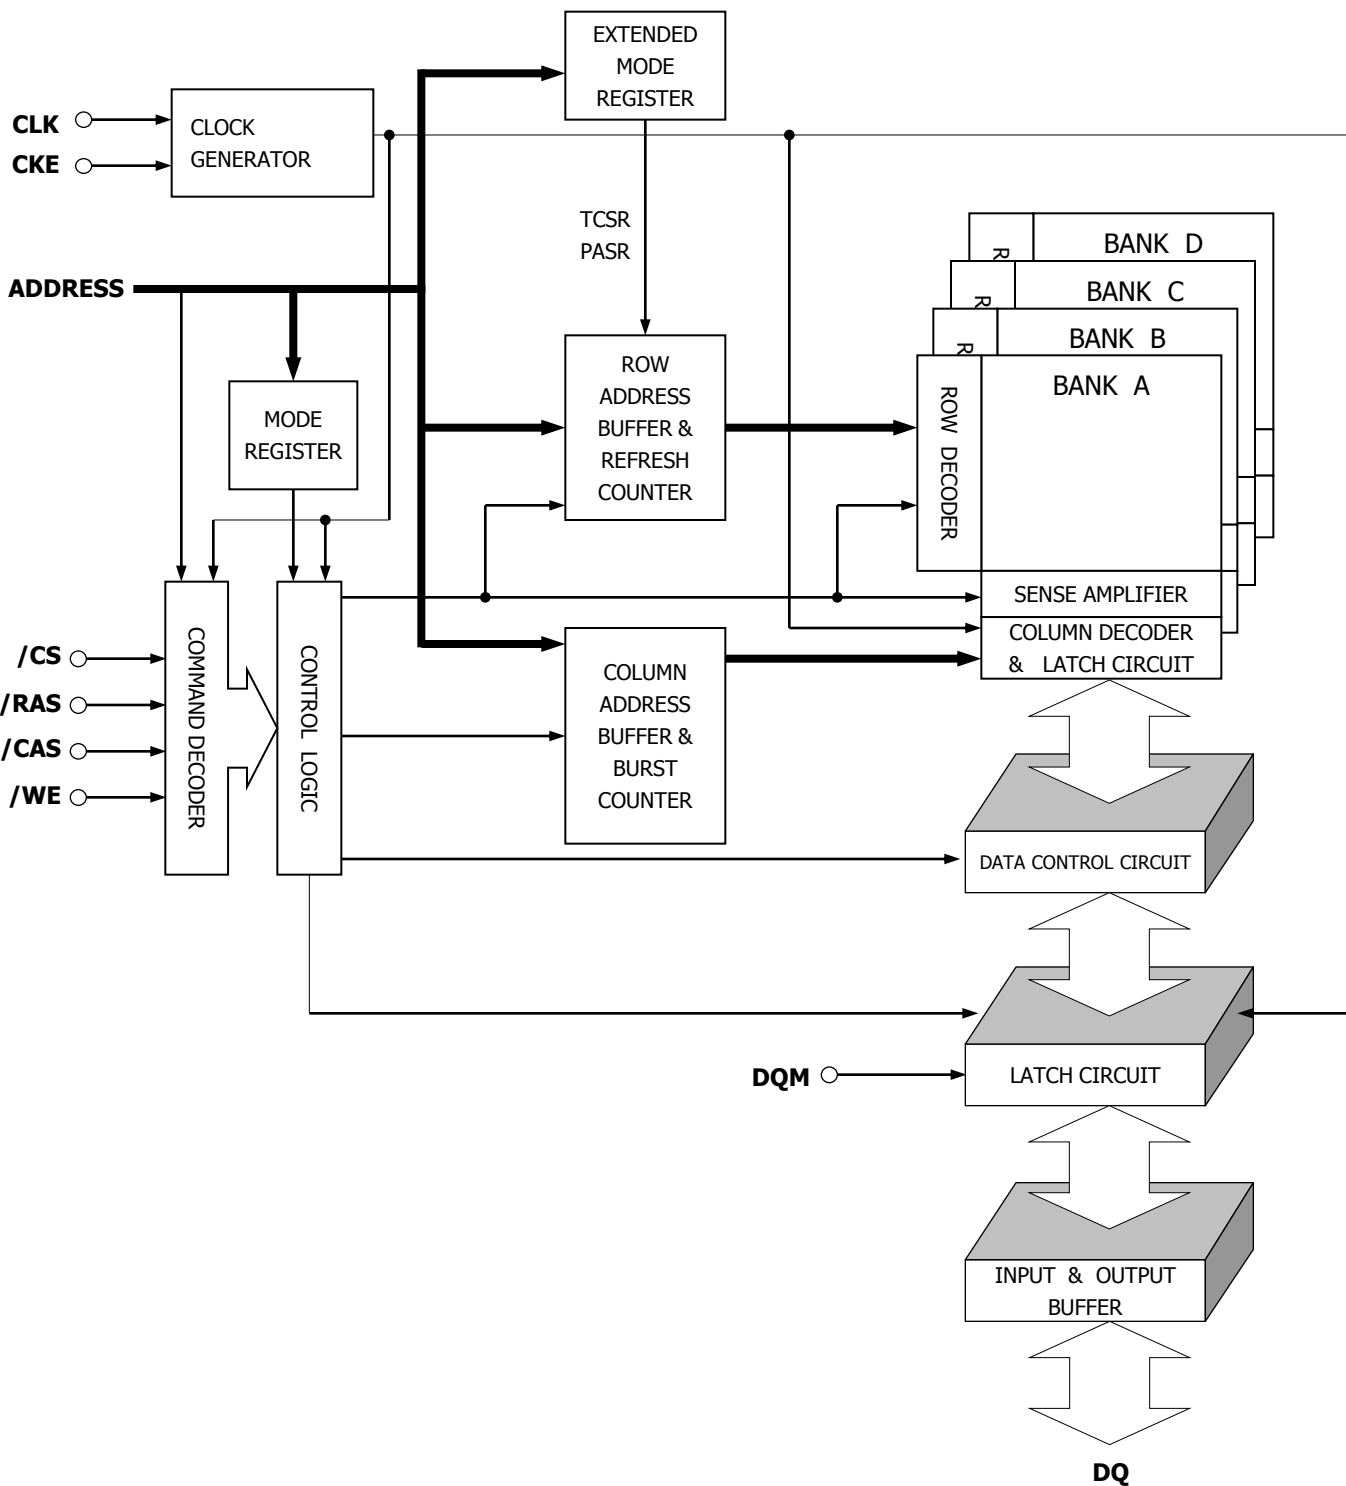 EXTENDED
MODE
REGISTER
CLK
CKE
CLOCK
GENERATOR
TCSR
PASR
ADDRESS
R
BANK D
R
BANK C
R
BANK B
BANK A
ROW DECODER
MODE
REGISTER
ROW
ADDRESS
BUFFER &
REFRESH
COUNTER
SENSE AMPLIFIER
COLUMN DECODER
& LATCH CIRCUIT
/CS
/RAS
/CAS
/WE
COMMAND DECODER
CONTROL LOGIC
COLUMN
ADDRESS
BUFFER &
BURST
COUNTER
DATA CONTROL CIRCUIT
DQM
LATCH CIRCUIT
INPUT & OUTPUT
BUFFER
DQ